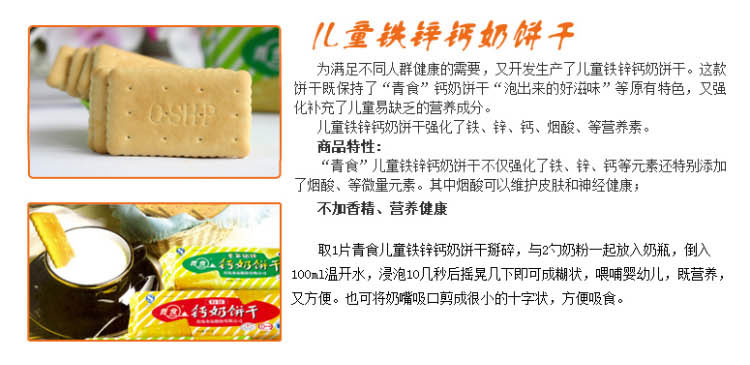 儿童铁锌钙奶饼干
为满足不同人群健康的需要，又开发生产了儿童铁锌钙奶饼干。这款
饼干既保持了“青食”钙奶饼干“泡出来的好滋味”等原有特色，又强
化补充了儿童易缺乏的营养成分。
儿童铁锌钙奶饼干强化了铁、锌、钙、烟酸、等营养素。
商品特性:
“青食”儿童铁锌钙奶饼干不仅强化了铁、锌、钙等元素还特别添加
了烟酸、等微量元素。其中烟酸可以维护皮肤和神经健康；
不加香精、营养健康
取1片青食儿童铁锌钙奶饼干掰碎，与2勺奶粉一起放入奶瓶，倒入
100ml温开水，浸泡10几秒后摇晃几下即可成糊状，喂哺婴幼儿，既营养，
又方便。也可将奶嘴吸口剪成很小的十字状，方便吸食。
青食
钙奶饼干
青食
钙奶饼干